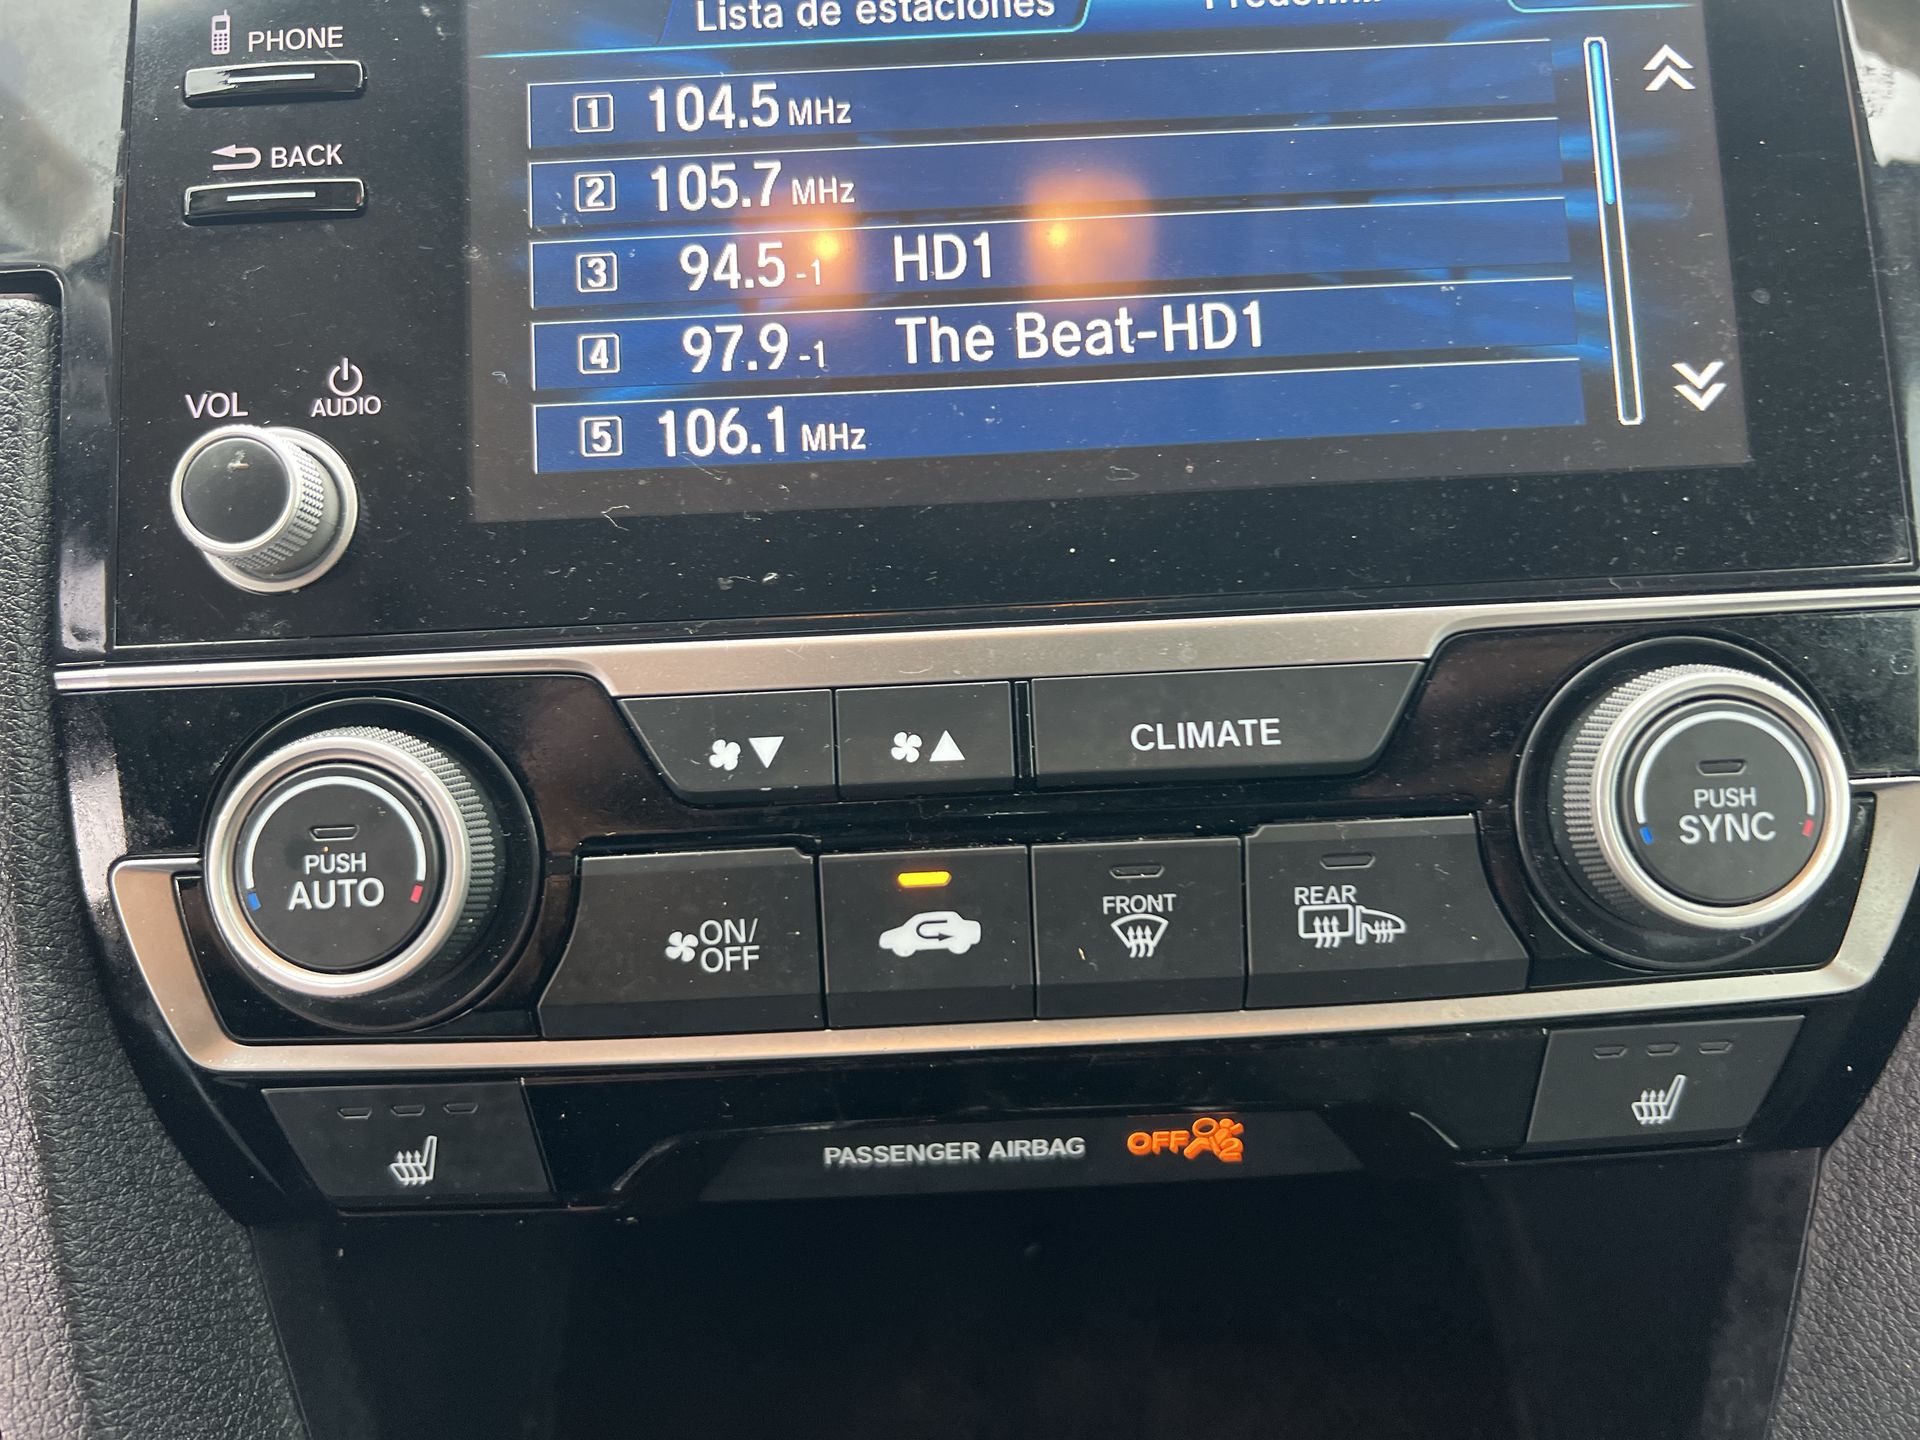 Lista de estaciones
PHONE
BACK
1 104.5 MHz
2 105.7 MHz
3 94.5 -1 HD1
4 97.9 -1 The Beat-HD1
5 106.1 MHz
VOL
AUDIO
CLIMATE
PUSH
AUTO
PUSH
SYNC
ON/
OFF
FRONT
REAR
PASSENGER AIRBAG OFF 2